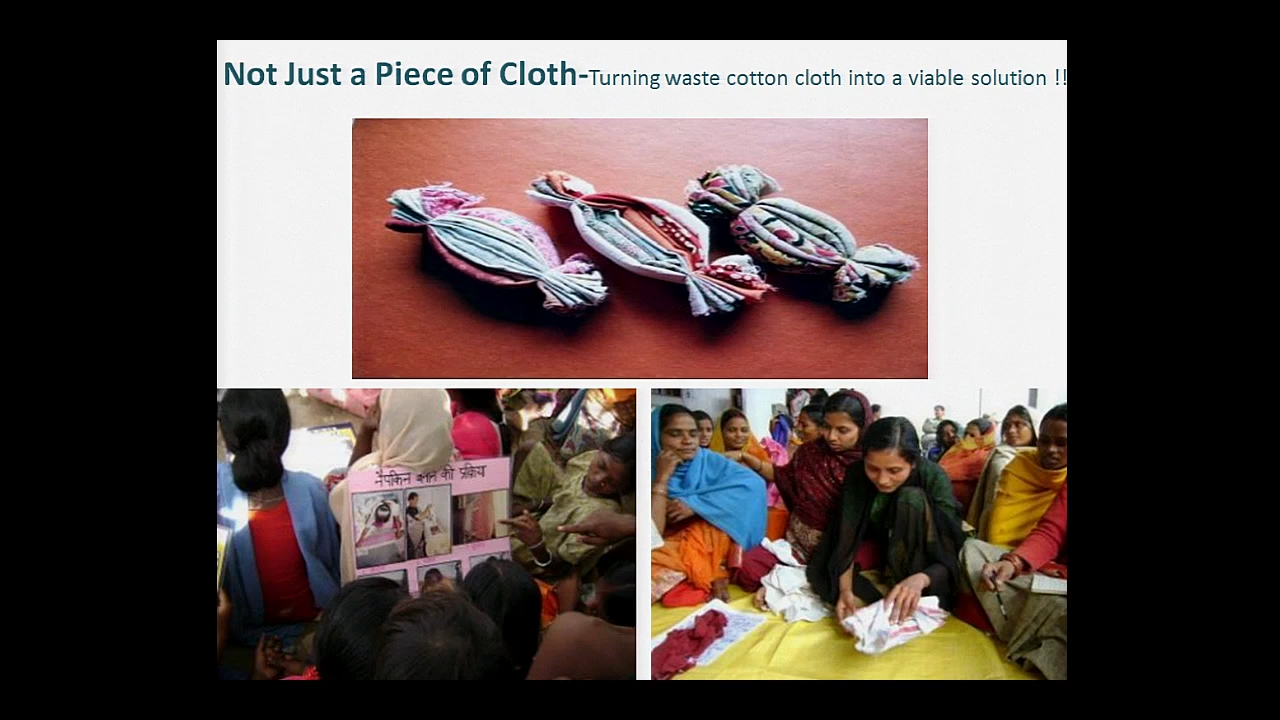 Not Just a Piece of Cloth-Turning waste cotton cloth into a viable solution !!
नैपकिन बनाने की प्रक्रिया